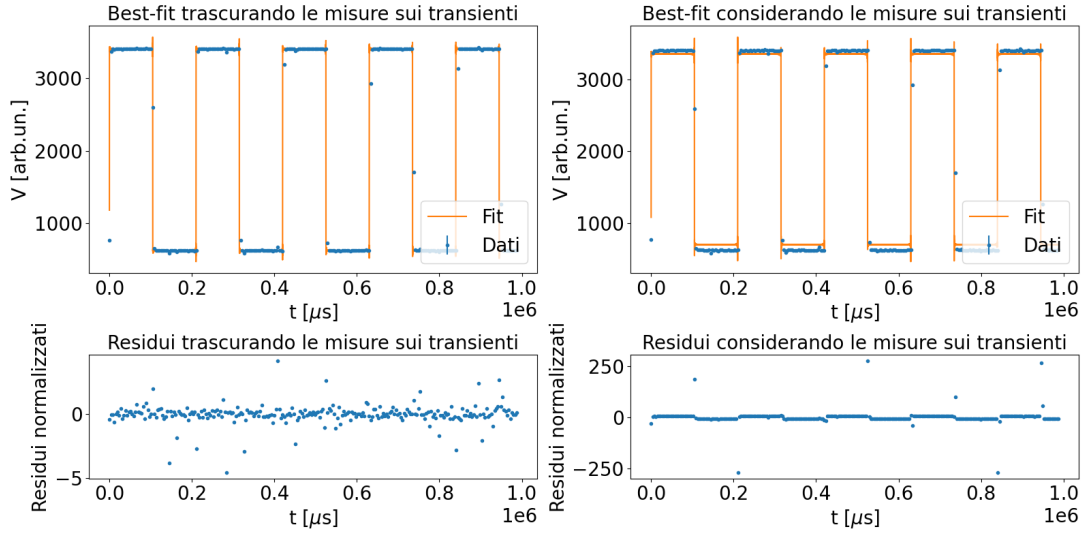 Best-fit trascurando le misure sui transienti
V [arb.un.]
3000
2000
1000
Fit
Dati
0.0 0.2 0.4 0.6 0.8 1.0
1e6
t [μs]
Best-fit considerando le misure sui transienti
V [arb.un.]
3000
2000
1000
Fit
Dati
0.0 0.2 0.4 0.6 0.8 1.0
1e6
t [μs]
Residui trascurando le misure sui transienti
Residui normalizzati
0
−5
0.0 0.2 0.4 0.6 0.8 1.0
1e6
t [μs]
Residui considerando le misure sui transienti
Residui normalizzati
250
0
−250
0.0 0.2 0.4 0.6 0.8 1.0
1e6
t [μs]